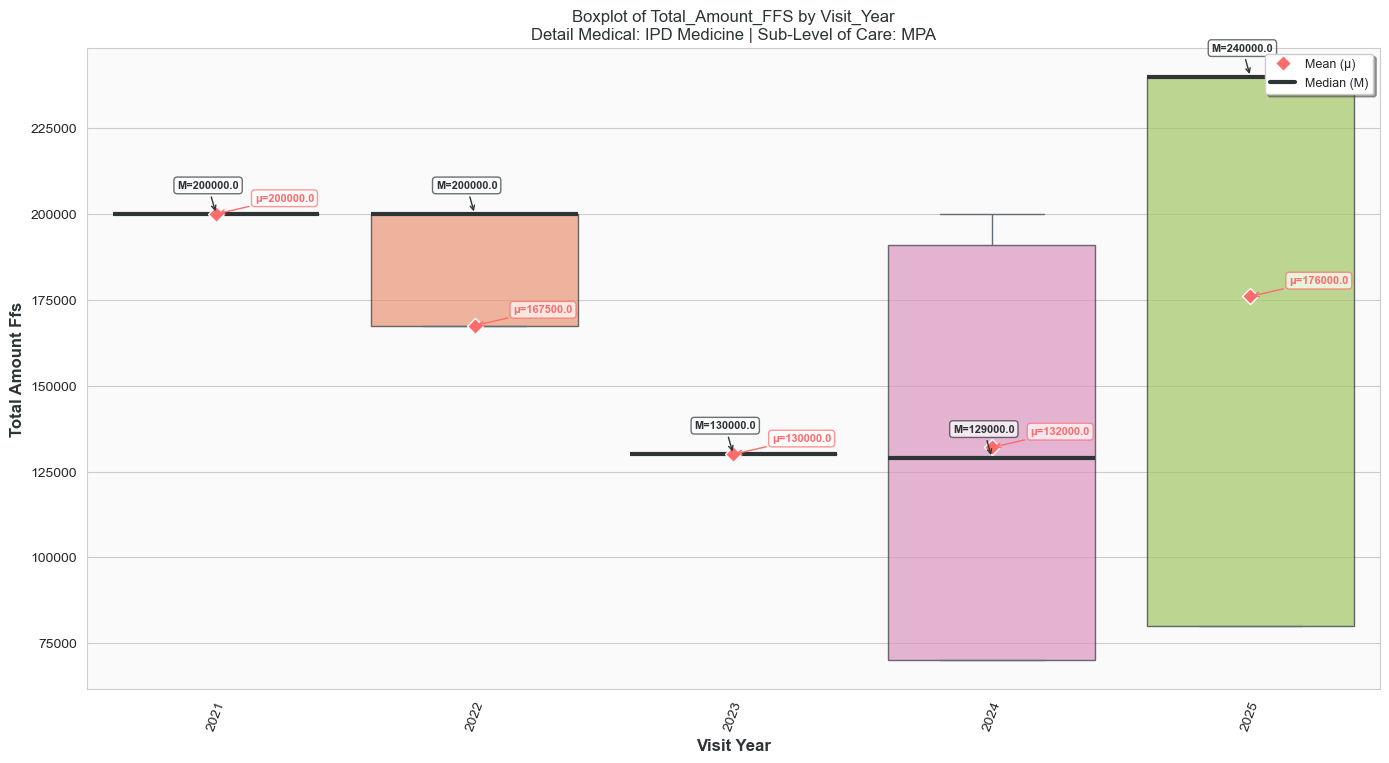 Boxplot of Total_Amount_FFS by Visit_Year
Detail Medical: IPD Medicine | Sub-Level of Care: MPA
M=240000.0
Mean (μ)
Median (M)
225000
200000
175000
150000
125000
100000
75000
Total Amount Ffs
M=200000.0
μ=200000.0
M=200000.0
μ=167500.0
M=130000.0
μ=130000.0
M=129000.0
μ=132000.0
μ=176000.0
2021
2022
2023
2024
2025
Visit Year